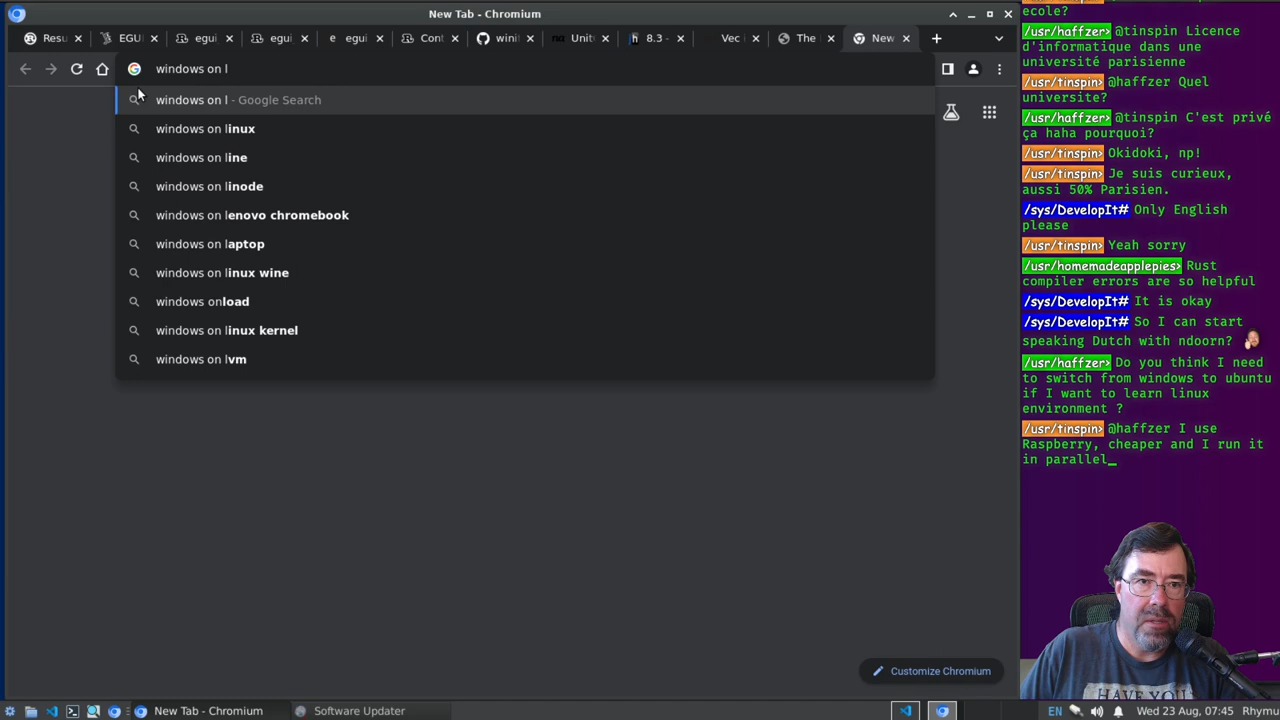 New Tab - Chromium
Resu
EGU
egui
egui
egui
Cont
winit
Unit
8.3 -
Vec i
The
New
windows on l
windows on l - Google Search
windows on linux
windows on line
windows on linode
windows on lenovo chromebook
windows on laptop
windows on linux wine
windows onload
windows on linux kernel
windows on lvm
Customize Chromium
ecole?
/usr/haffzer> @tinspin Licence
d'informatique dans une
université parisienne
/usr/tinspin> @haffzer Quel
universite?
/usr/haffzer> @tinspin C'est privé
ça haha pourquoi?
/usr/tinspin> Okidoki, np!
/usr/tinspin> Je suis curieux,
aussi 50% Parisien.
/sys/DevelopIt# Only English
please
/usr/tinspin> Yeah sorry
/usr/homemadeapplepies> Rust
compiler errors are so helpful
/sys/DevelopIt# It is okay
/sys/DevelopIt# So I can start
speaking Dutch with ndoorn?
/usr/haffzer> Do you think I need
to switch from windows to ubuntu
if I want to learn linux
environment ?
/usr/tinspin> @haffzer I use
Raspberry, cheaper and I run it
in parallel_
HAVE YOU
New Tab - Chromium
Software Updater
EN
Wed 23 Aug, 07:45
Rhymu